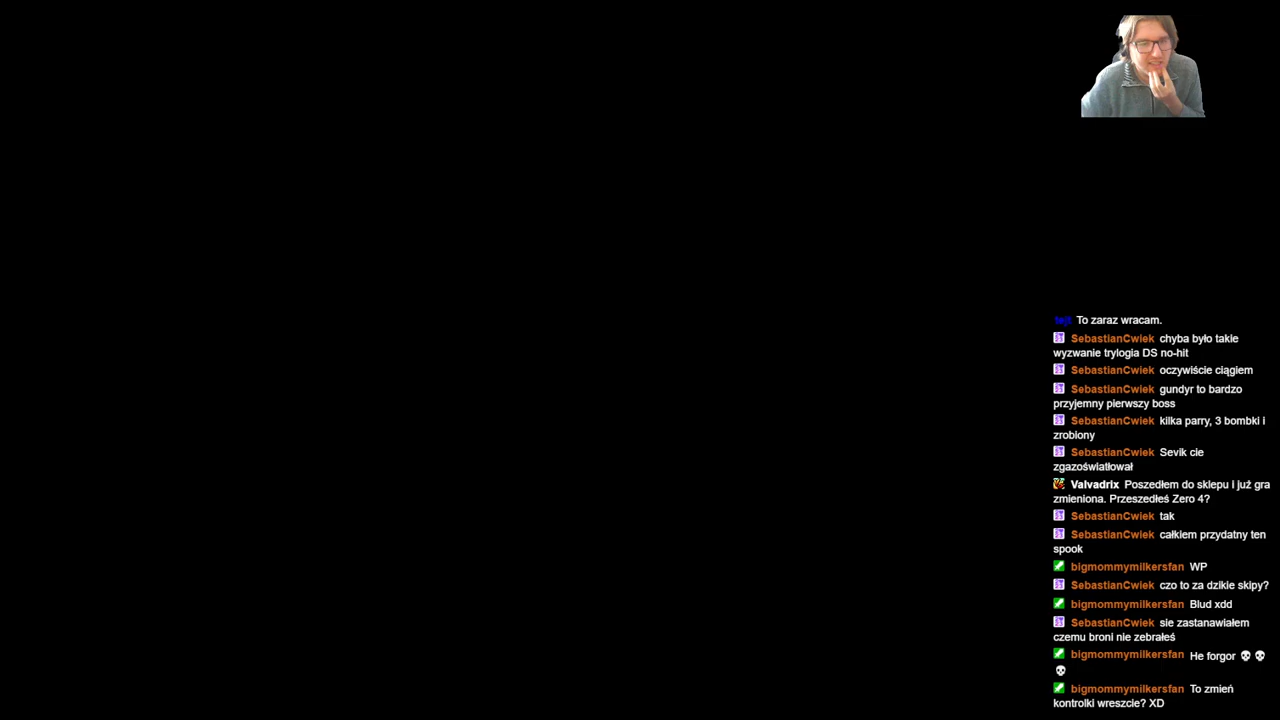 To zaraz wracam.
SebastianCwiek chyba było takie
wyzwanie trylogia DS no-hit
SebastianCwiek oczywiście ciągiem
SebastianCwiek gundyr to bardzo
przyjemny pierwszy boss
SebastianCwiek kilka parry, 3 bombki i
zrobiony
SebastianCwiek Sevik cie
zgazoświatłował
Valvadrix Poszedłem do sklepu i już gra
zmieniona. Przeszedłeś Zero 4?
SebastianCwiek tak
SebastianCwiek całkiem przydatny ten
spook
bigmommymilkersfan WP
SebastianCwiek czo to za dzikie skipy?
bigmommymilkersfan Blud xdd
SebastianCwiek sie zastanawiałem
czemu broni nie zebrałeś
bigmommymilkersfan He forgor 💀💀
💀
bigmommymilkersfan To zmień
kontrolki wreszcie? XD